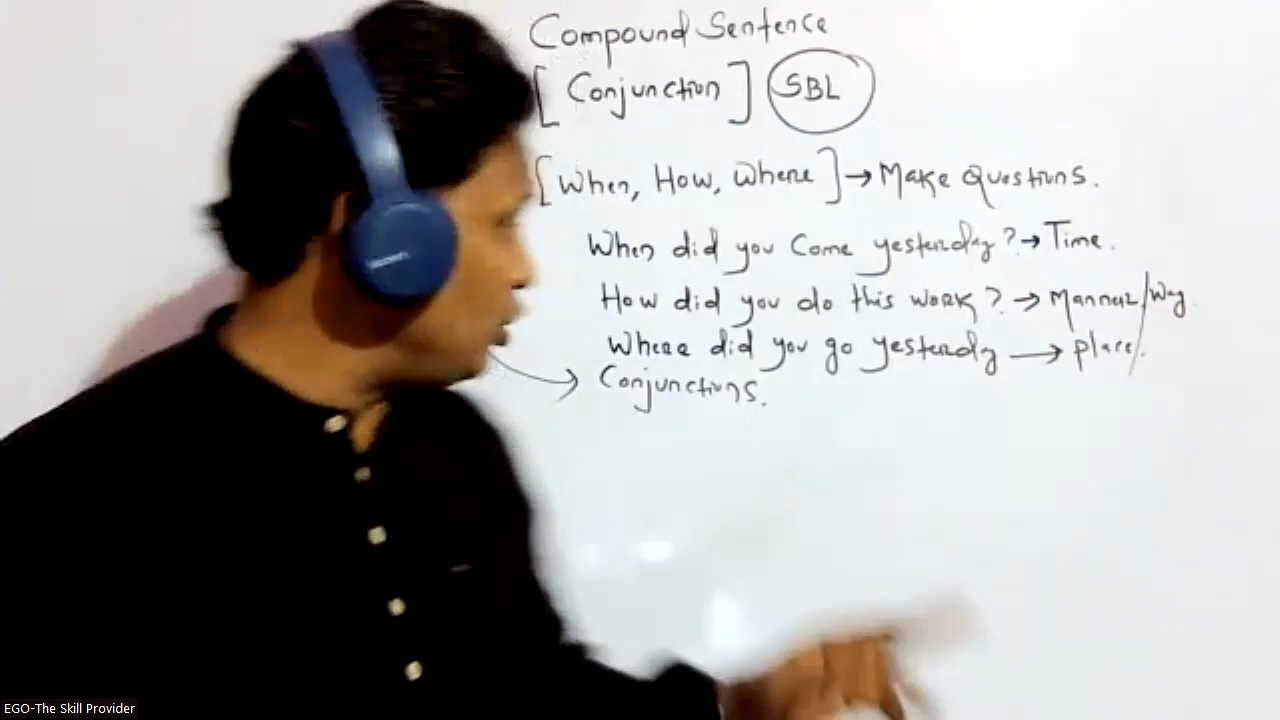 Compound Sentence
[Conjunction] SBL
[When, How, Where] → Make Questions.
When did you Come yesterday? → Time.
How did you do this work? → Manner/Way
Where did you go yesterday → place/.
→ Conjunctions.
EGO-The Skill Provider